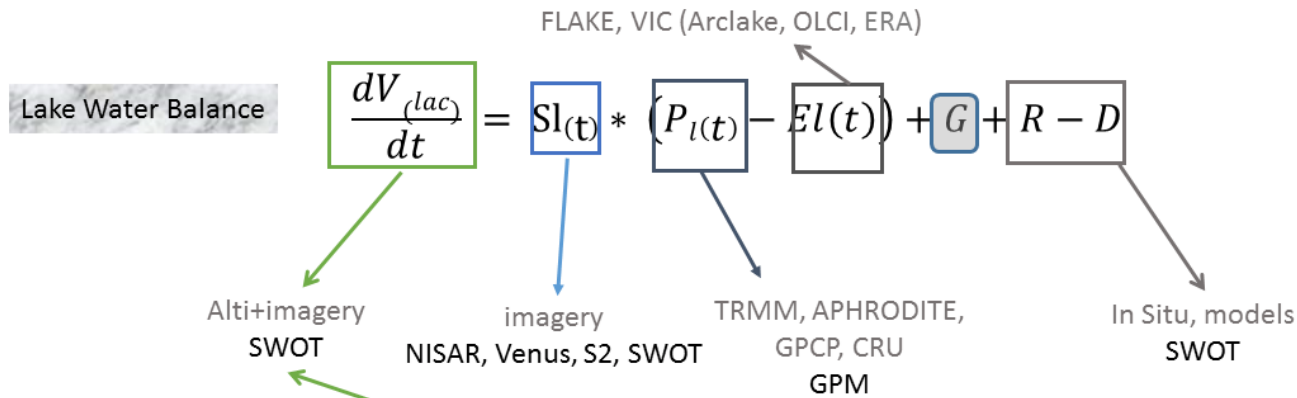 FLAKE, VIC (Arclake, OLCI, ERA)
Lake Water Balance
dV(lac)/dt = Sl(t) * (Pl(t) − El(t)) + G + R − D
Alti+imagery
SWOT
imagery
NISAR, Venus, S2, SWOT
TRMM, APHRODITE,
GPCP, CRU
GPM
In Situ, models
SWOT